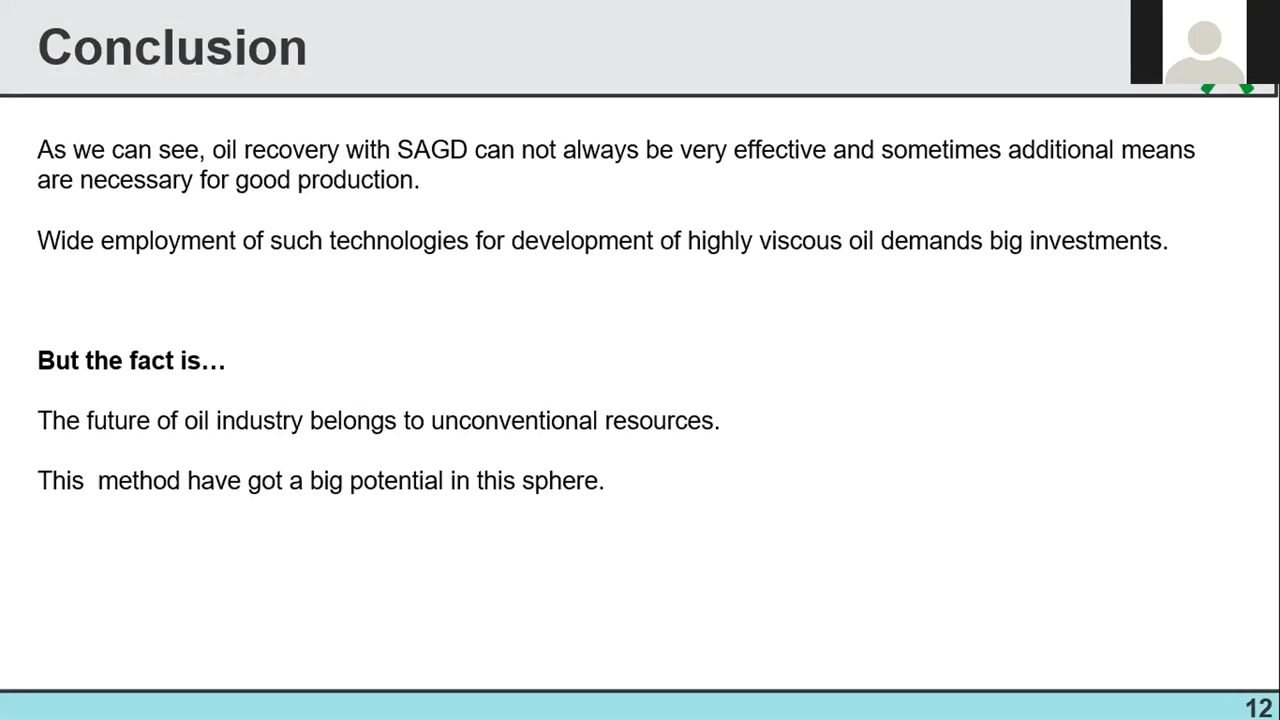 Conclusion
As we can see, oil recovery with SAGD can not always be very effective and sometimes additional means
are necessary for good production.
Wide employment of such technologies for development of highly viscous oil demands big investments.
But the fact is…
The future of oil industry belongs to unconventional resources.
This  method have got a big potential in this sphere.
12